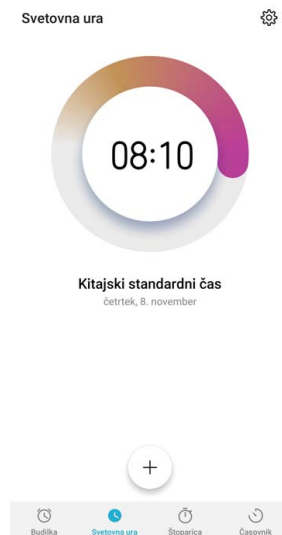 Svetovna ura
08:10
Kitajski standardni čas
četrtek, 8. november
Budilka
Svetovna ura
Štoparica
Časovnik